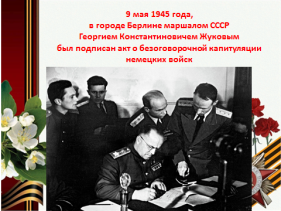 9 мая 1945 года,
в городе Берлине маршалом СССР
Георгием Константиновичем Жуковым
был подписан акт о безоговорочной капитуляции
немецких войск